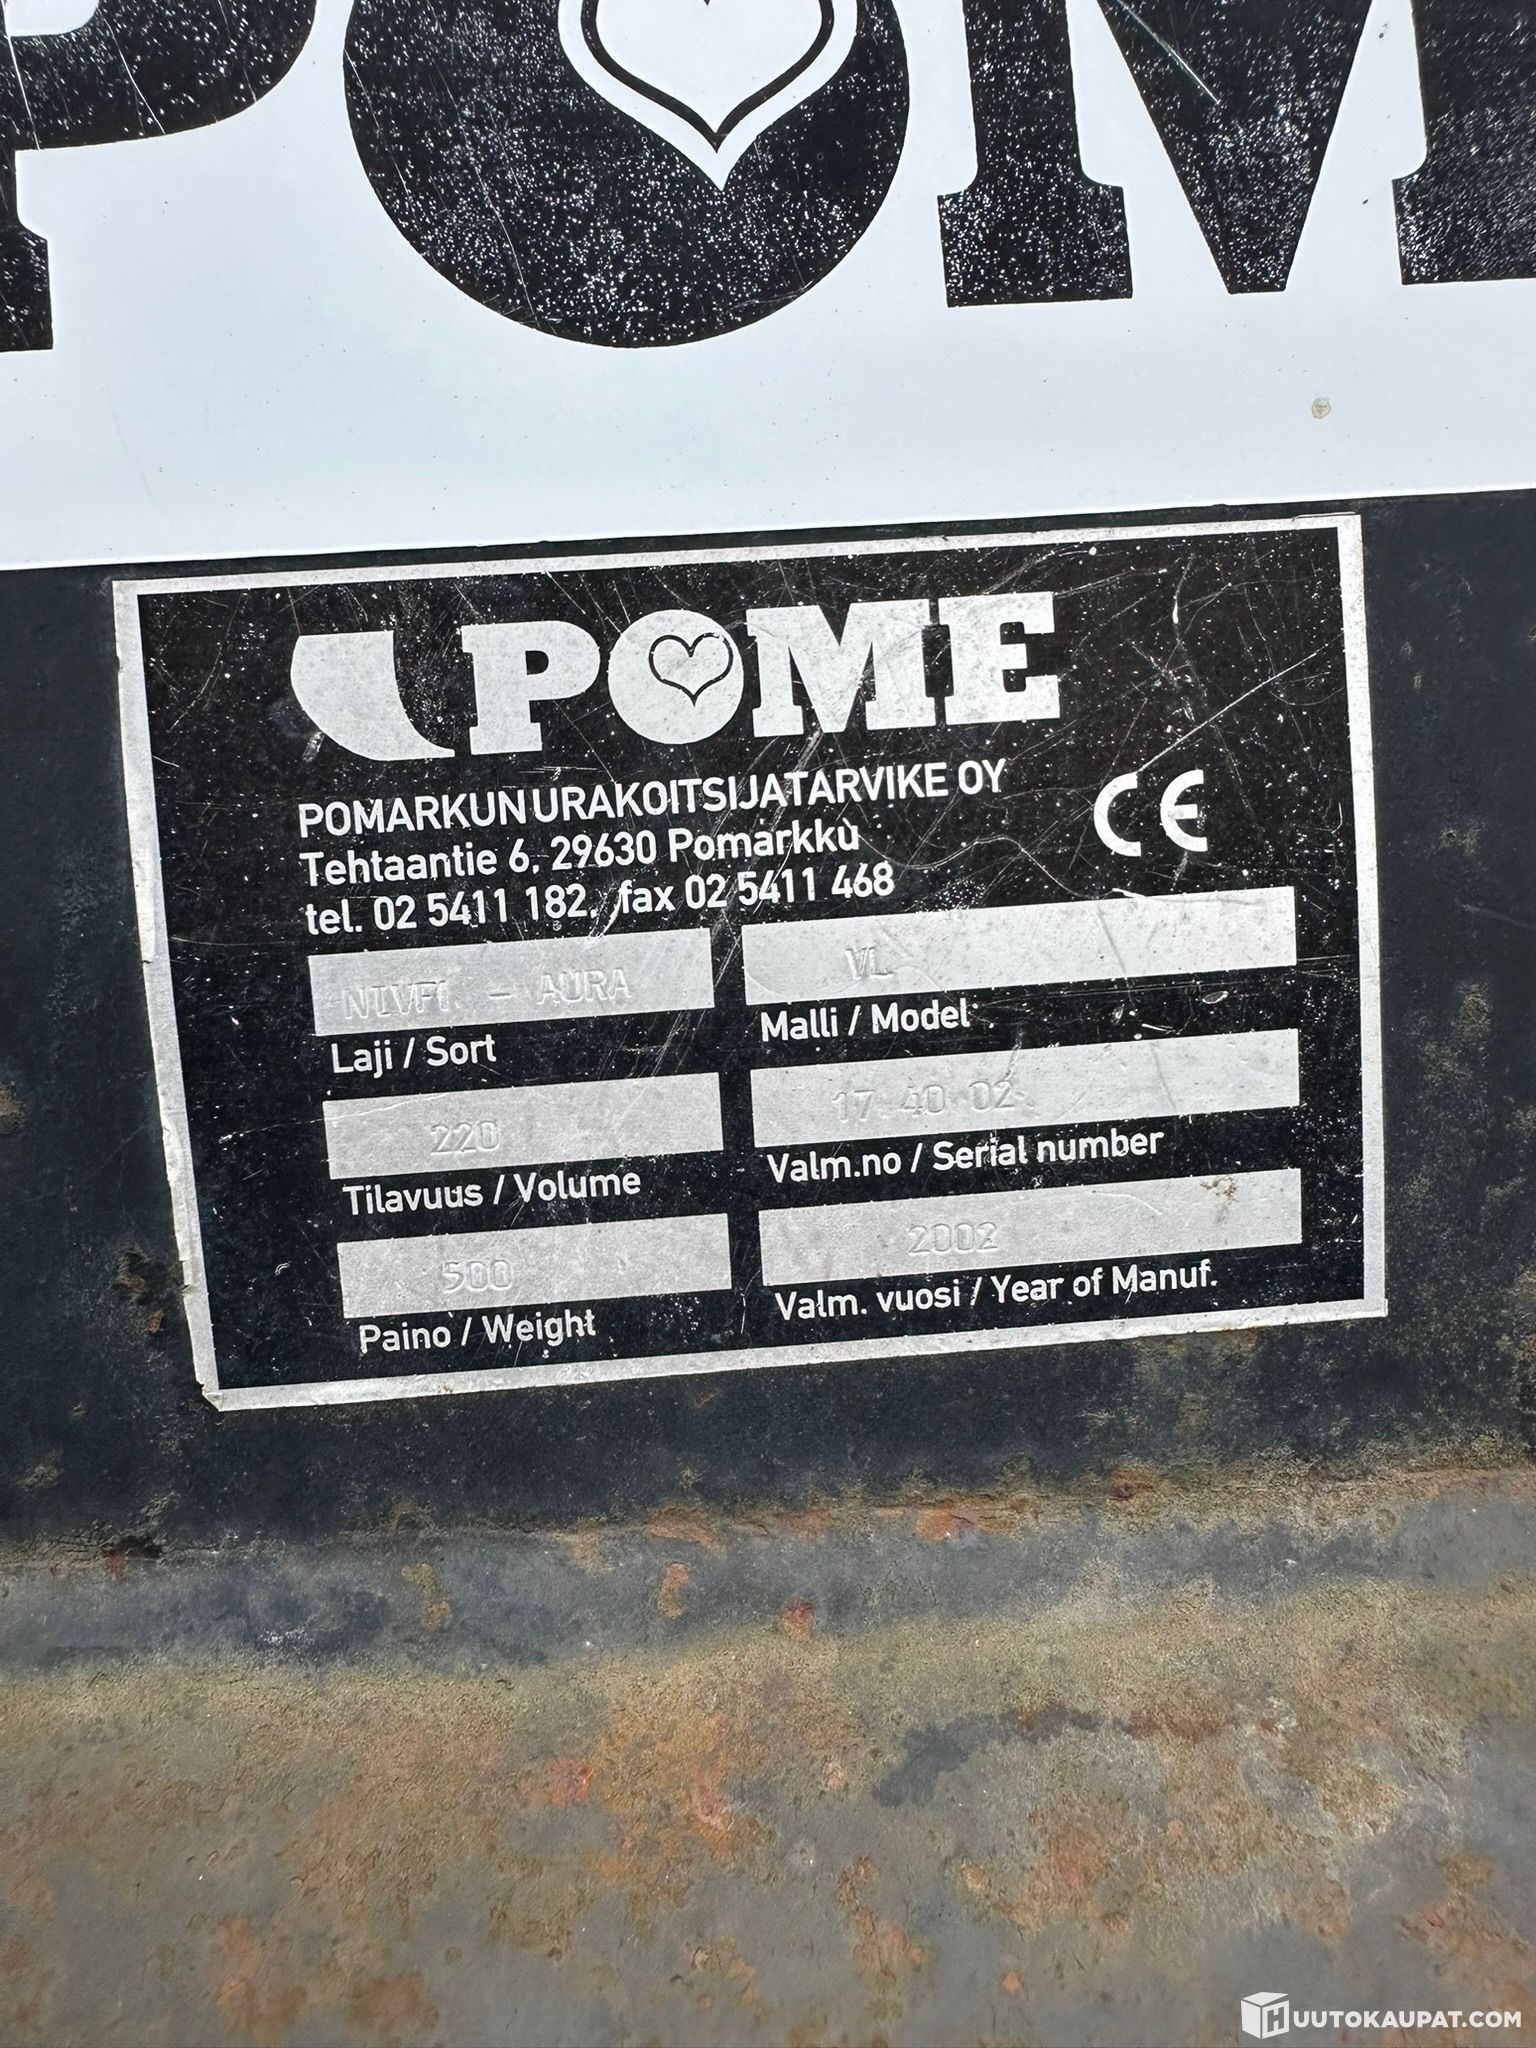 POM
POME
POMARKUN URAKOITSIJATARVIKE OY
Tehtaantie 6, 29630 Pomarkku
tel. 02 5411 182, fax 02 5411 468
CE
- AURA
VL
Laji / Sort
Malli / Model
220
17 40 02
Tilavuus / Volume
Valm.no / Serial number
500
2002
Paino / Weight
Valm. vuosi / Year of Manuf.
HUUTOKAUPAT.COM